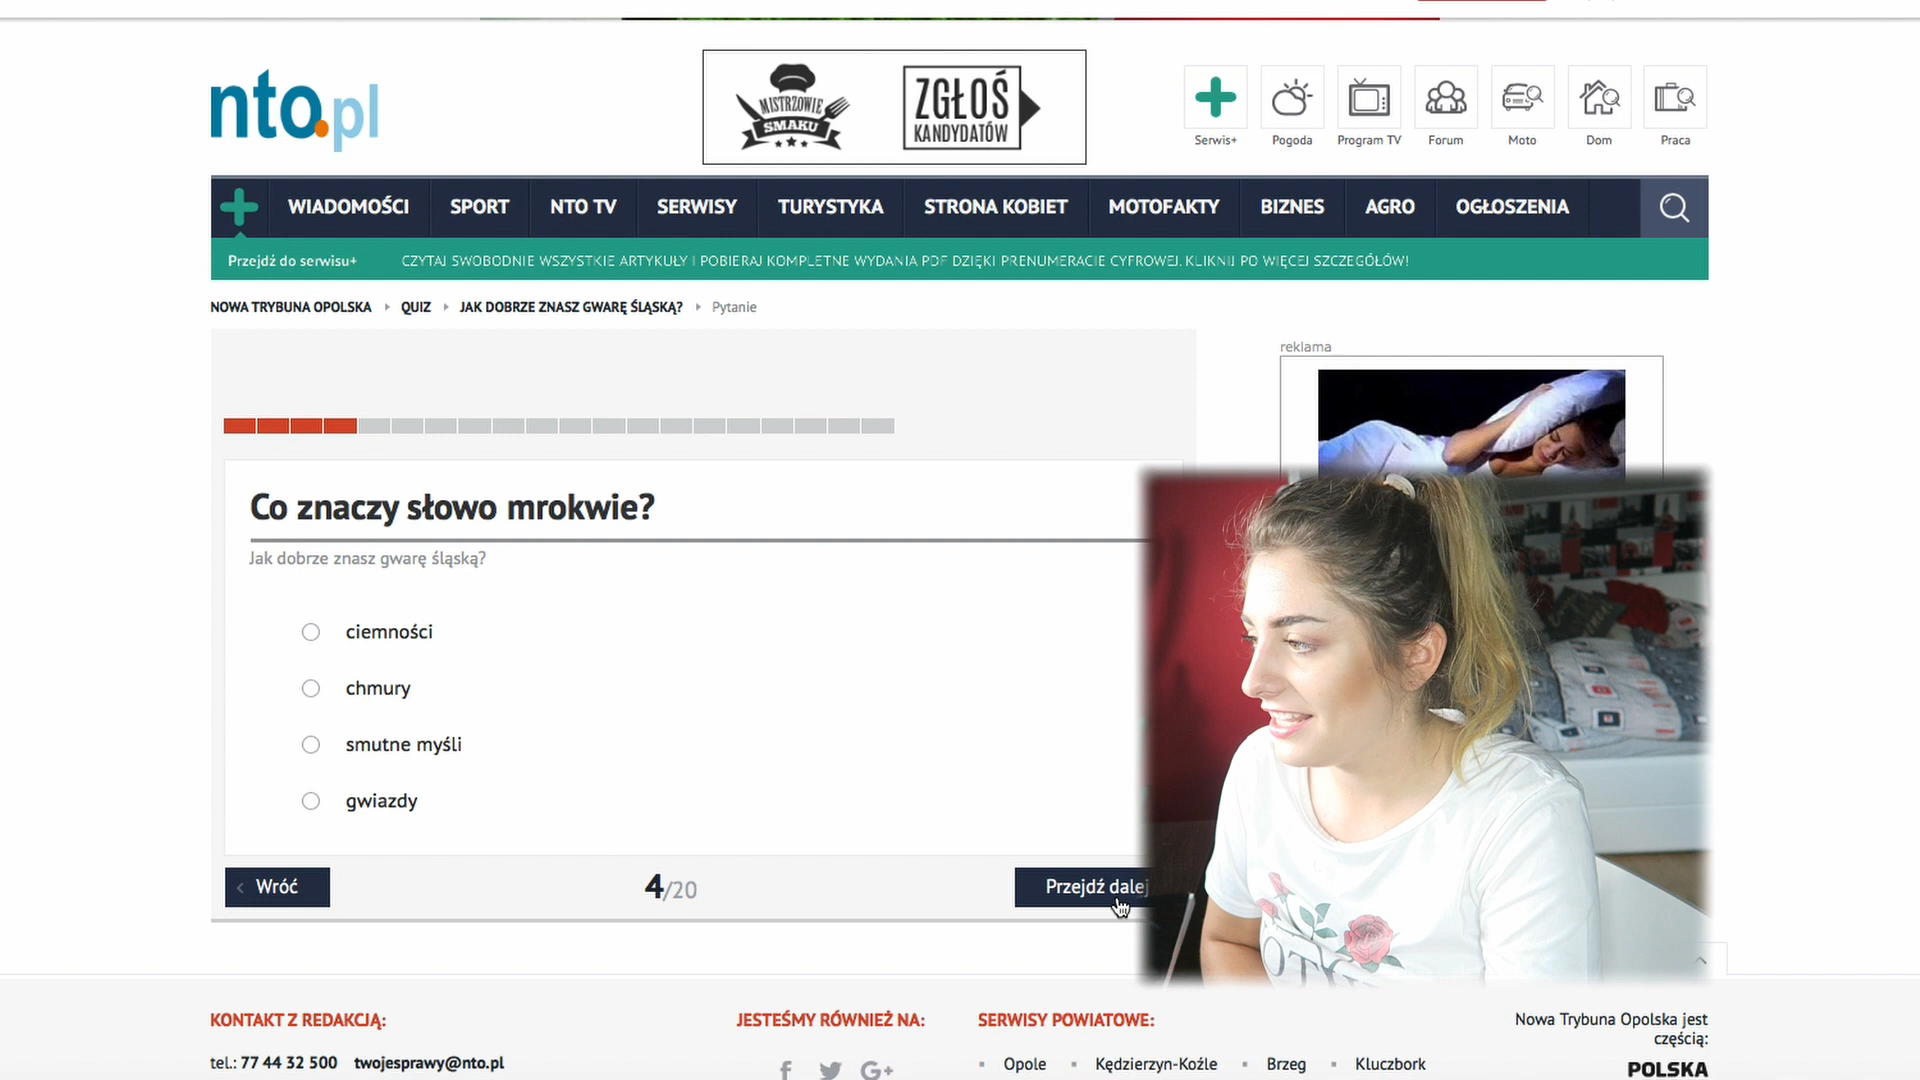 nto.pl
MISTRZOWIE
SMAKU
ZGŁOŚ
KANDYDATÓW
Serwis+
Pogoda
Program TV
Forum
Moto
Dom
Praca
WIADOMOŚCI
SPORT
NTO TV
SERWISY
TURYSTYKA
STRONA KOBIET
MOTOFAKTY
BIZNES
AGRO
OGŁOSZENIA
Przejdź do serwisu+
CZYTAJ SWOBODNIE WSZYSTKIE ARTYKUŁY I POBIERAJ KOMPLETNE WYDANIA PDF DZIĘKI PRENUMERACIE CYFROWEJ. KLIKNIJ PO WIĘCEJ SZCZEGÓŁÓW!
NOWA TRYBUNA OPOLSKA
QUIZ
JAK DOBRZE ZNASZ GWARĘ ŚLĄSKĄ?
Pytanie
reklama
Co znaczy słowo mrokwie?
Jak dobrze znasz gwarę śląską?
ciemności
chmury
smutne myśli
gwiazdy
Wróć
4/20
Przejdź dalej
KONTAKT Z REDAKCJĄ:
tel.: 77 44 32 500 twojesprawy@nto.pl
JESTEŚMY RÓWNIEŻ NA:
SERWISY POWIATOWE:
Opole
Kędzierzyn-Koźle
Brzeg
Kluczbork
Nowa Trybuna Opolska jest
częścią:
POLSKA